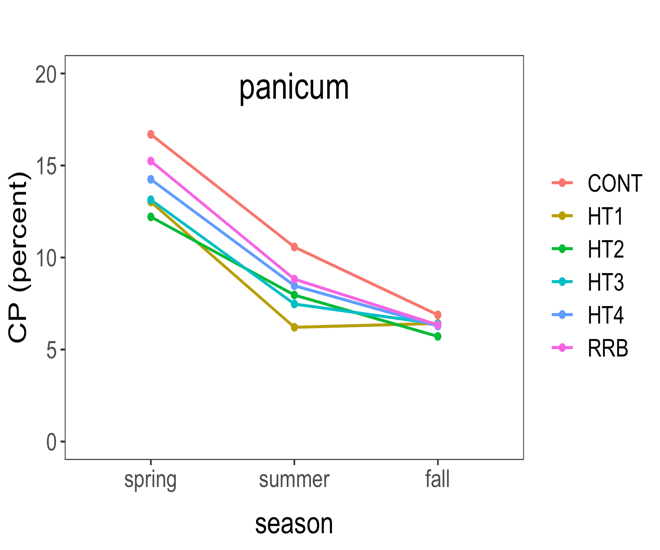 panicum
20
15
10
5
0
CP (percent)
spring summer fall
season
CONT
HT1
HT2
HT3
HT4
RRB